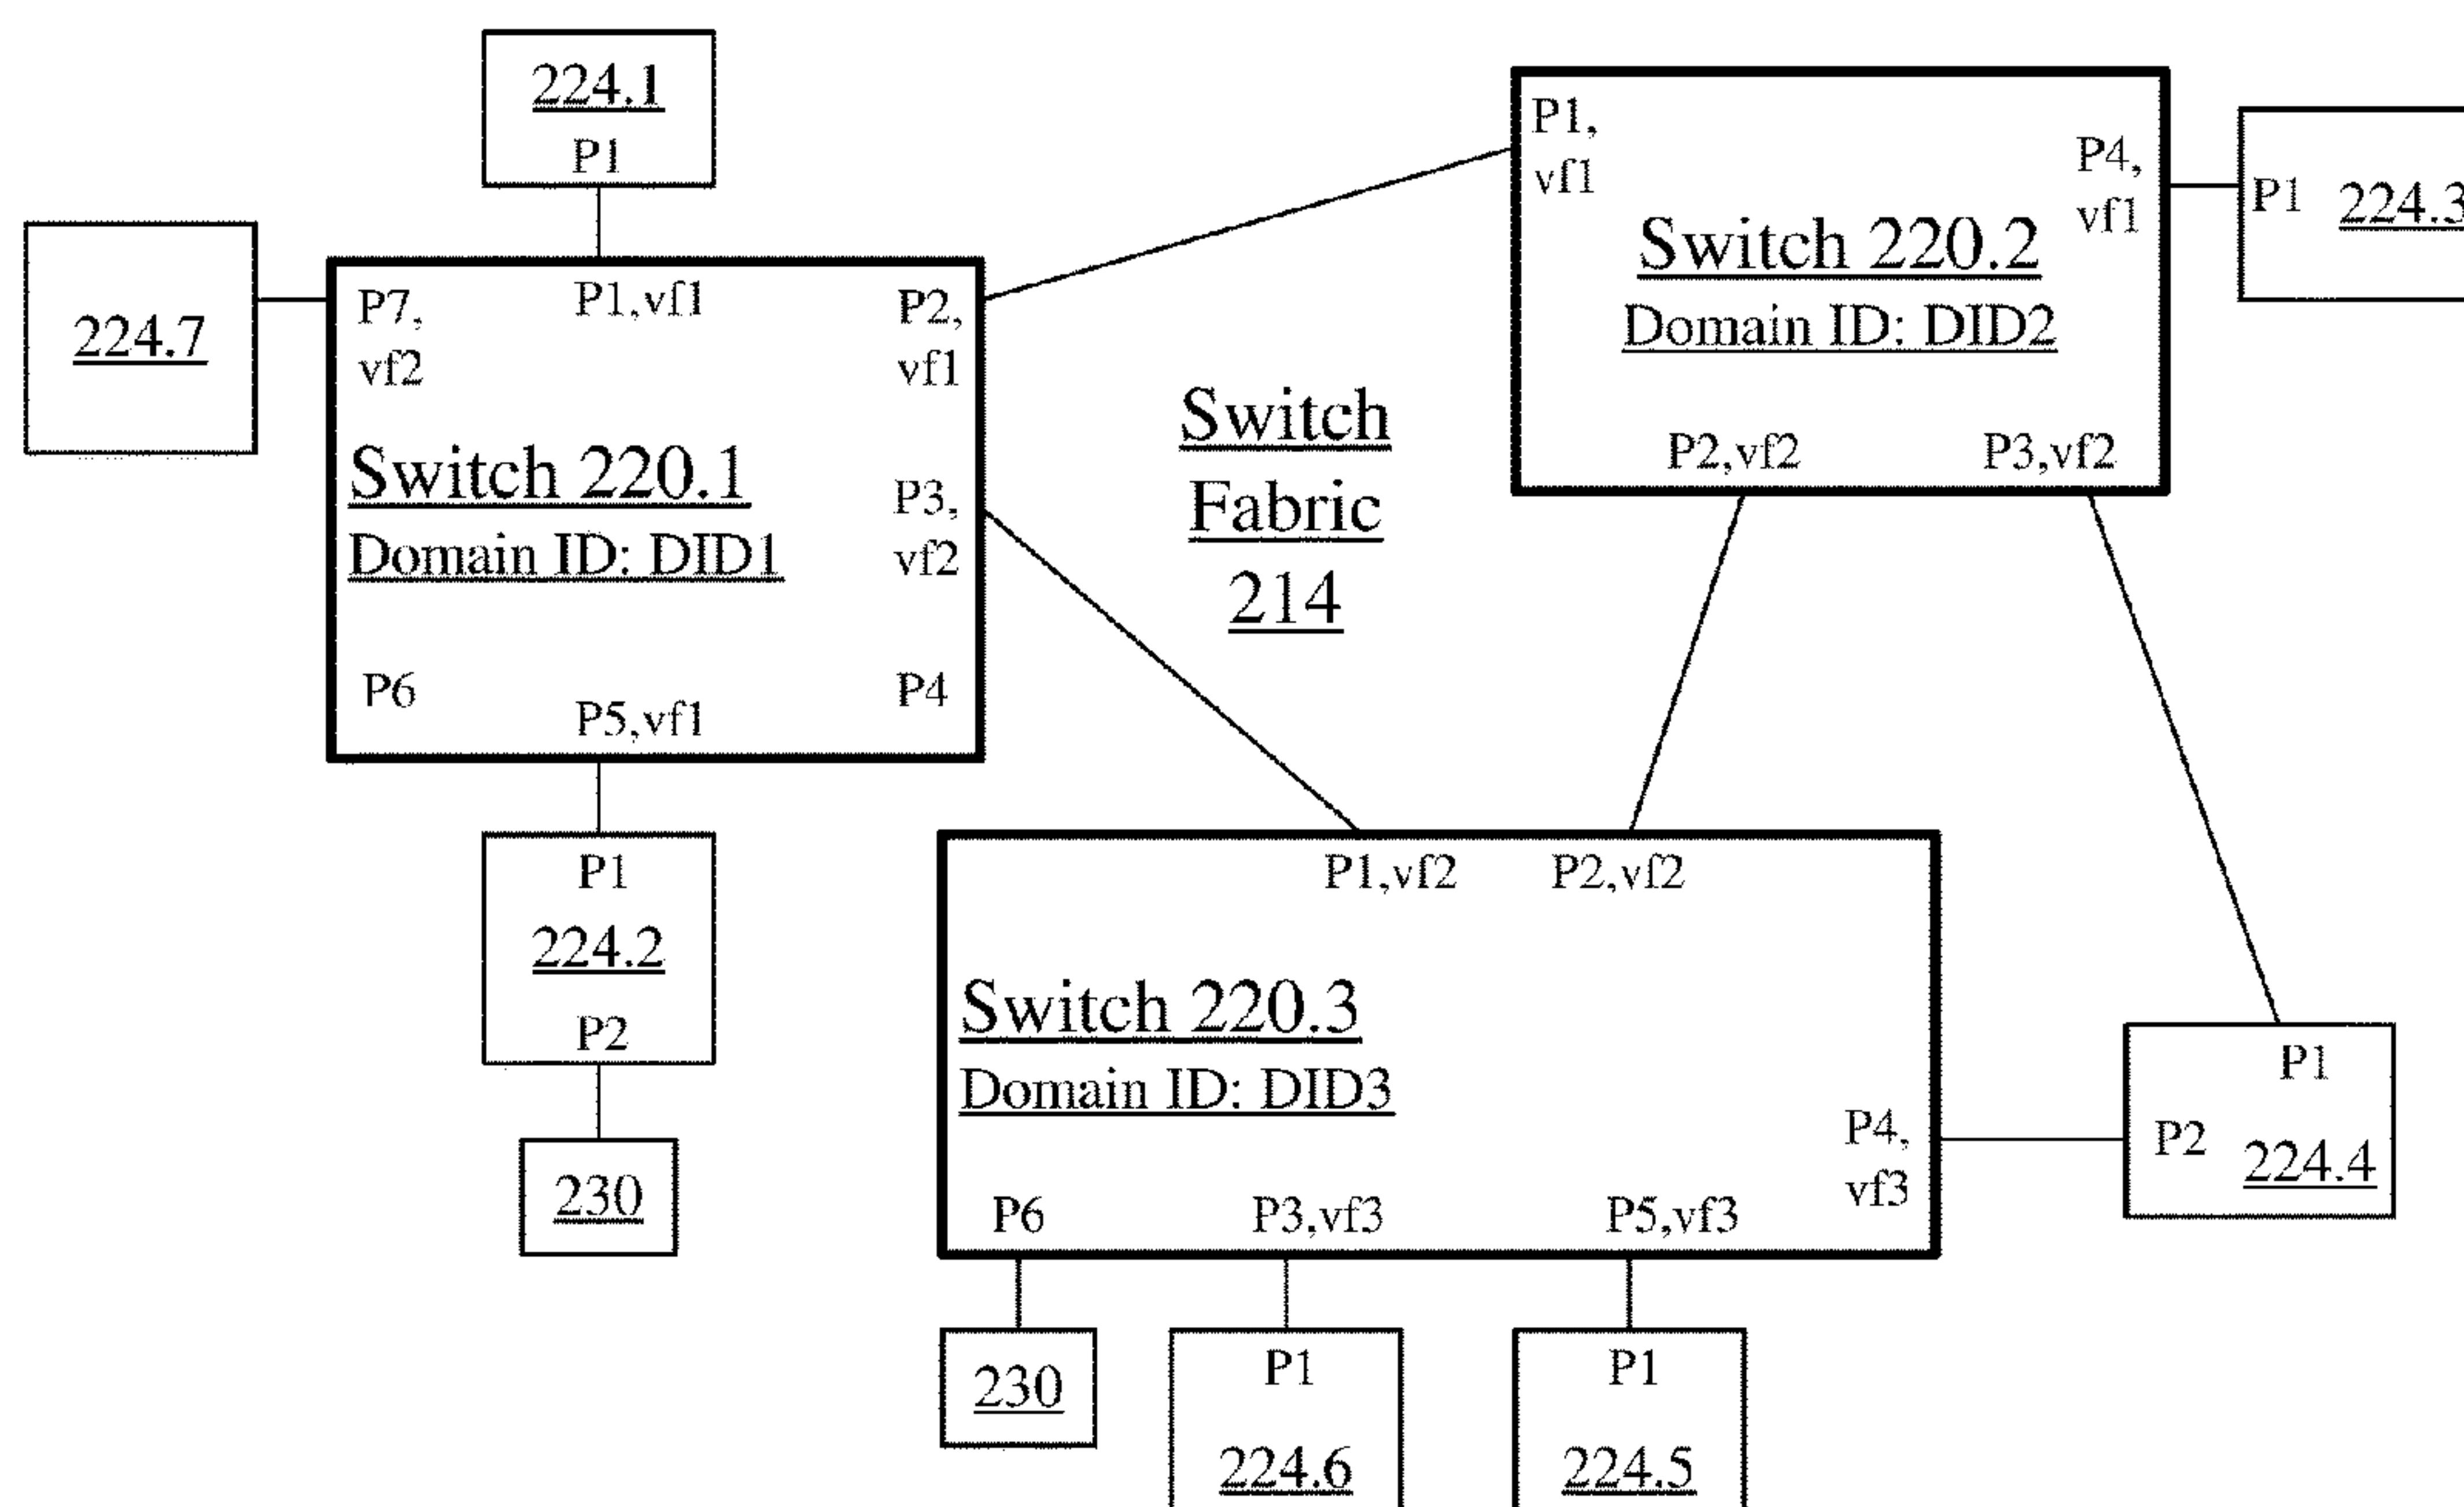 224.1
P1
224.7
P7,
vf2
P1,vf1
P2,
vf1
Switch 220.1
Domain ID: DID1
P3,
vf2
P6
P5,vf1
P4
P1
224.2
P2
230
Switch
Fabric
214
P1,
vf1
P4,
vf1
Switch 220.2
Domain ID: DID2
P2,vf2
P3,vf2
P1
224.3
P1,vf2
P2,vf2
Switch 220.3
Domain ID: DID3
P4,
vf3
P6
P3,vf3
P5,vf3
P1
P2
224.4
230
P1
224.6
P1
224.5